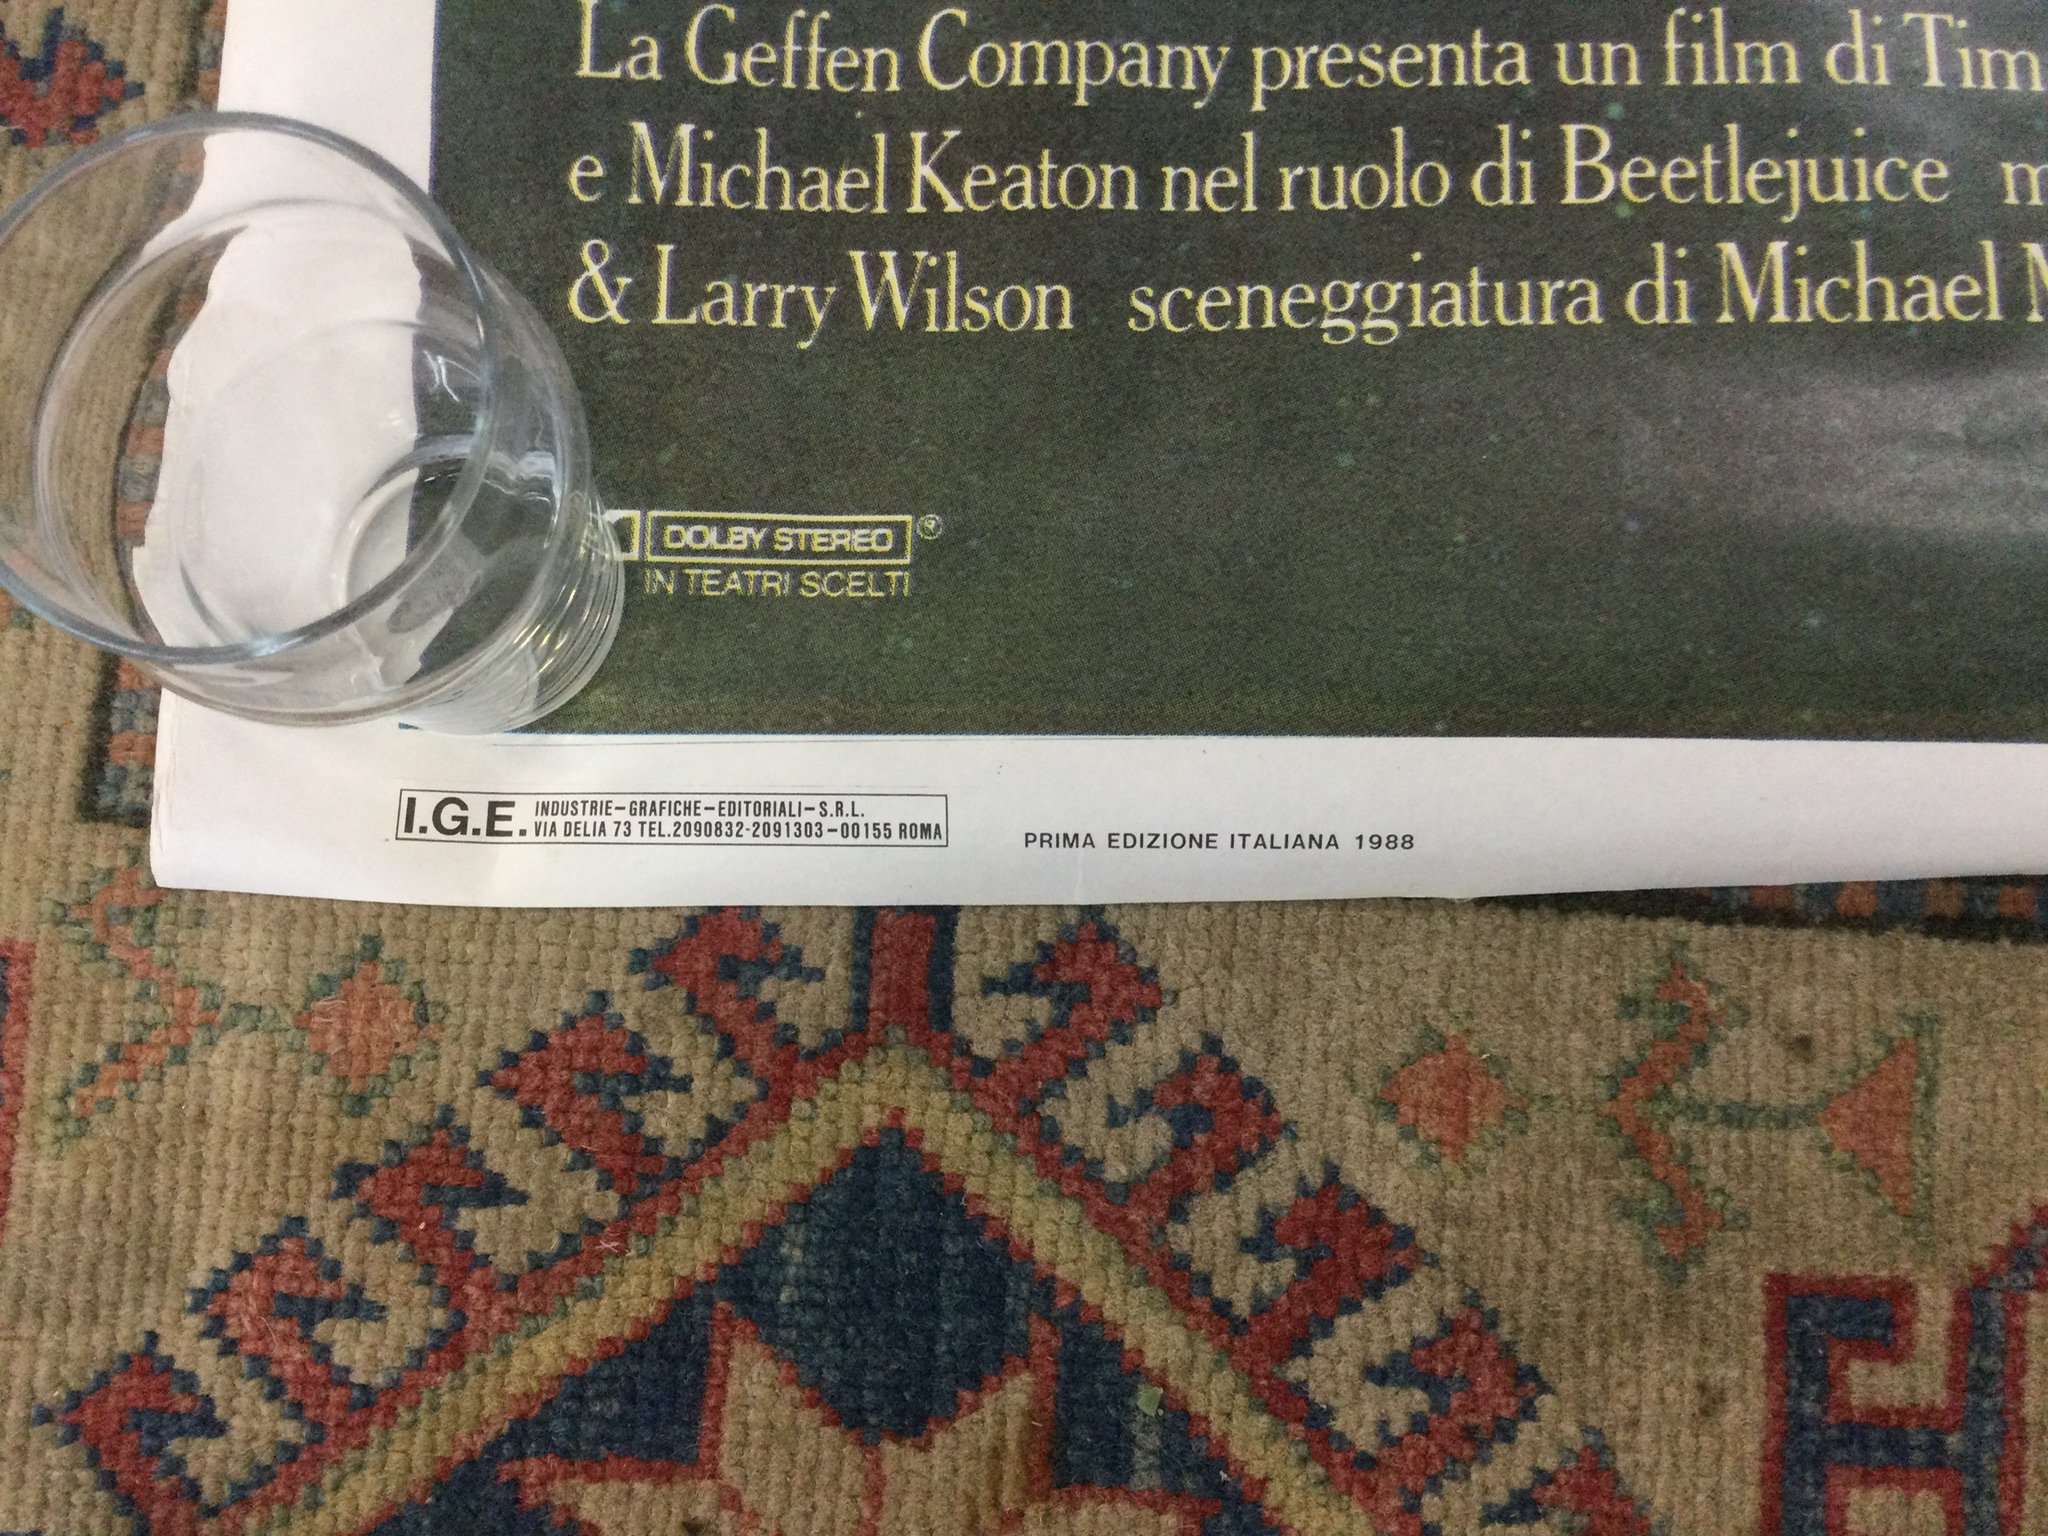 La Geffen Company presenta un film di Tim
e Michael Keaton nel ruolo di Beetlejuice m
& Larry Wilson sceneggiatura di Michael M
DOLBY STEREO ®
IN TEATRI SCELTI
I.G.E. INDUSTRIE-GRAFICHE-EDITORIALI-S.R.L.
VIA DELIA 73 TEL.2090832-2091303-00155 ROMA
PRIMA EDIZIONE ITALIANA 1988